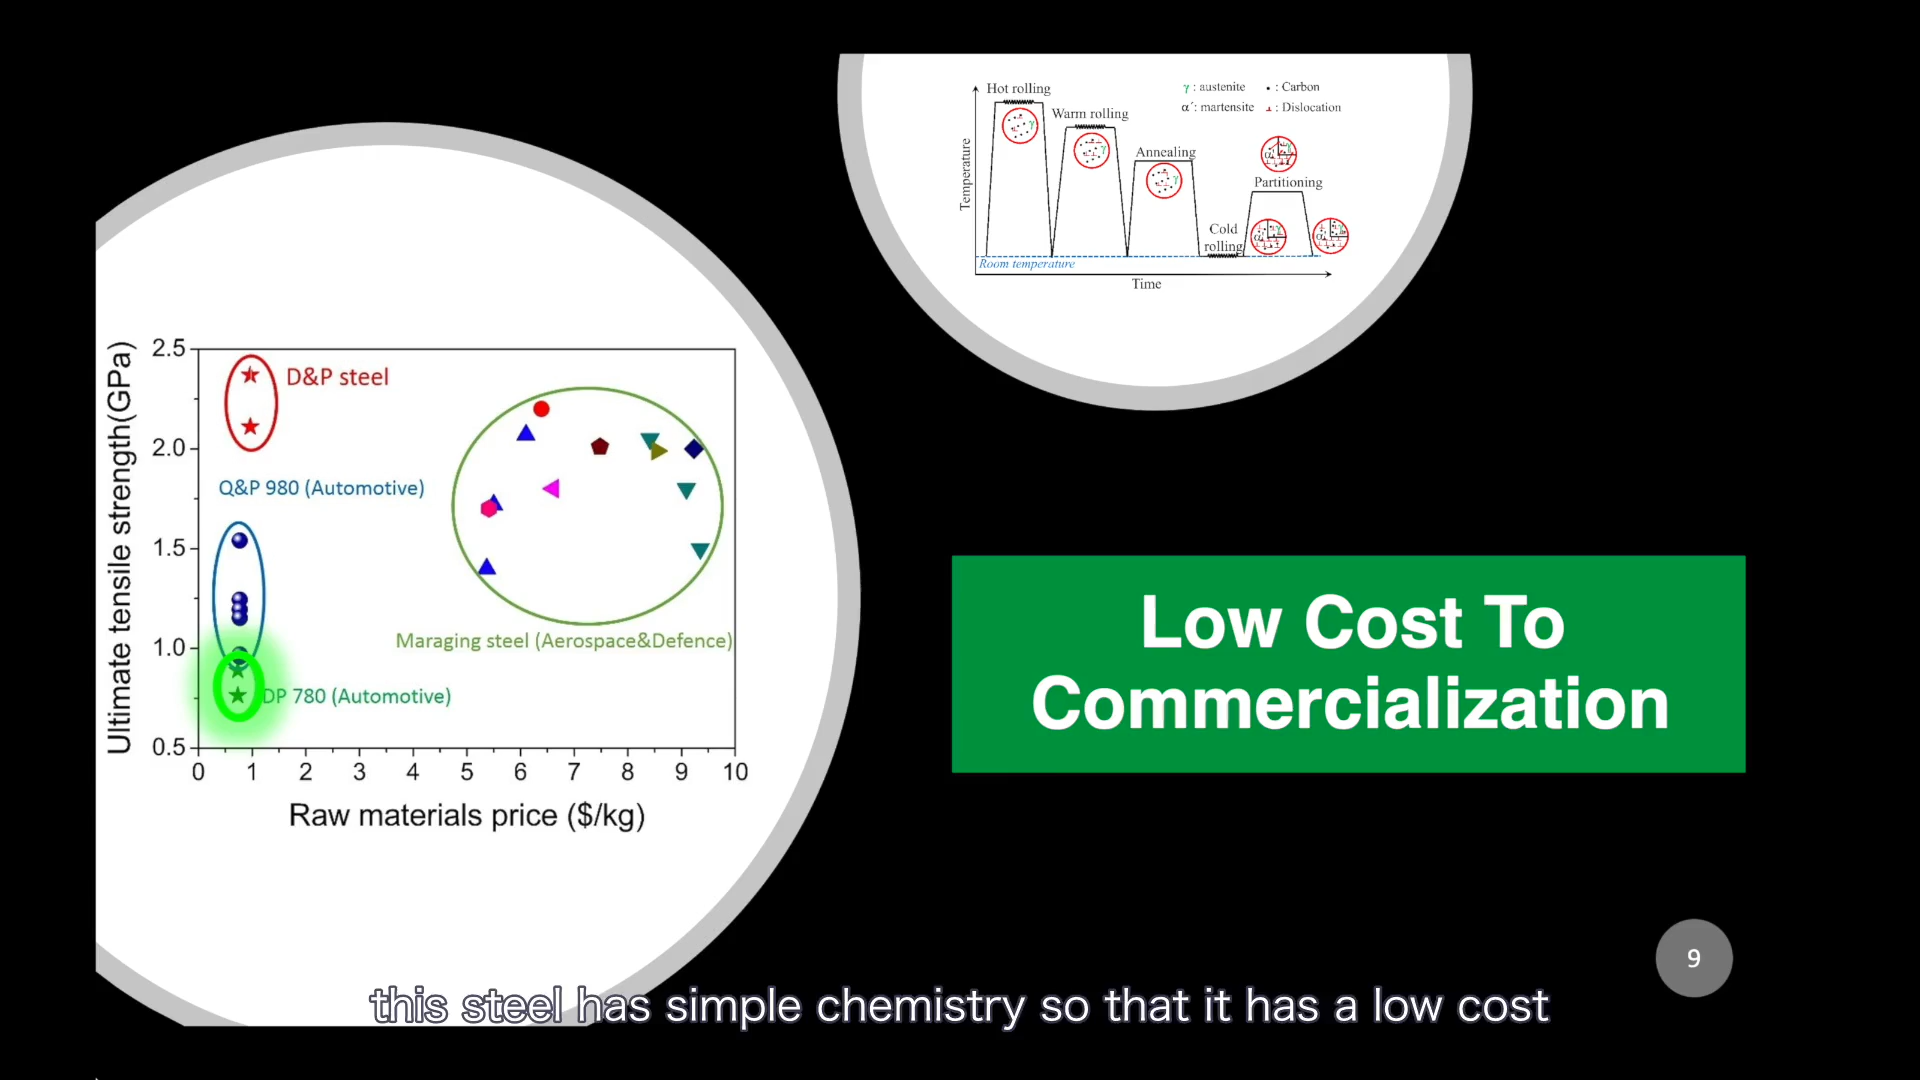 Hot rolling
γ : austenite
• : Carbon
α´: martensite
⊥ : Dislocation
Warm rolling
Annealing
Partitioning
Cold
rolling
Temperature
Room temperature
Time
Ultimate tensile strength(GPa)
2.5
2.0
1.5
1.0
0.5
D&P steel
Q&P 980 (Automotive)
Maraging steel (Aerospace&Defence)
DP 780 (Automotive)
0 1 2 3 4 5 6 7 8 9 10
Raw materials price ($/kg)
Low Cost To
Commercialization
9
this steel has simple chemistry so that it has a low cost